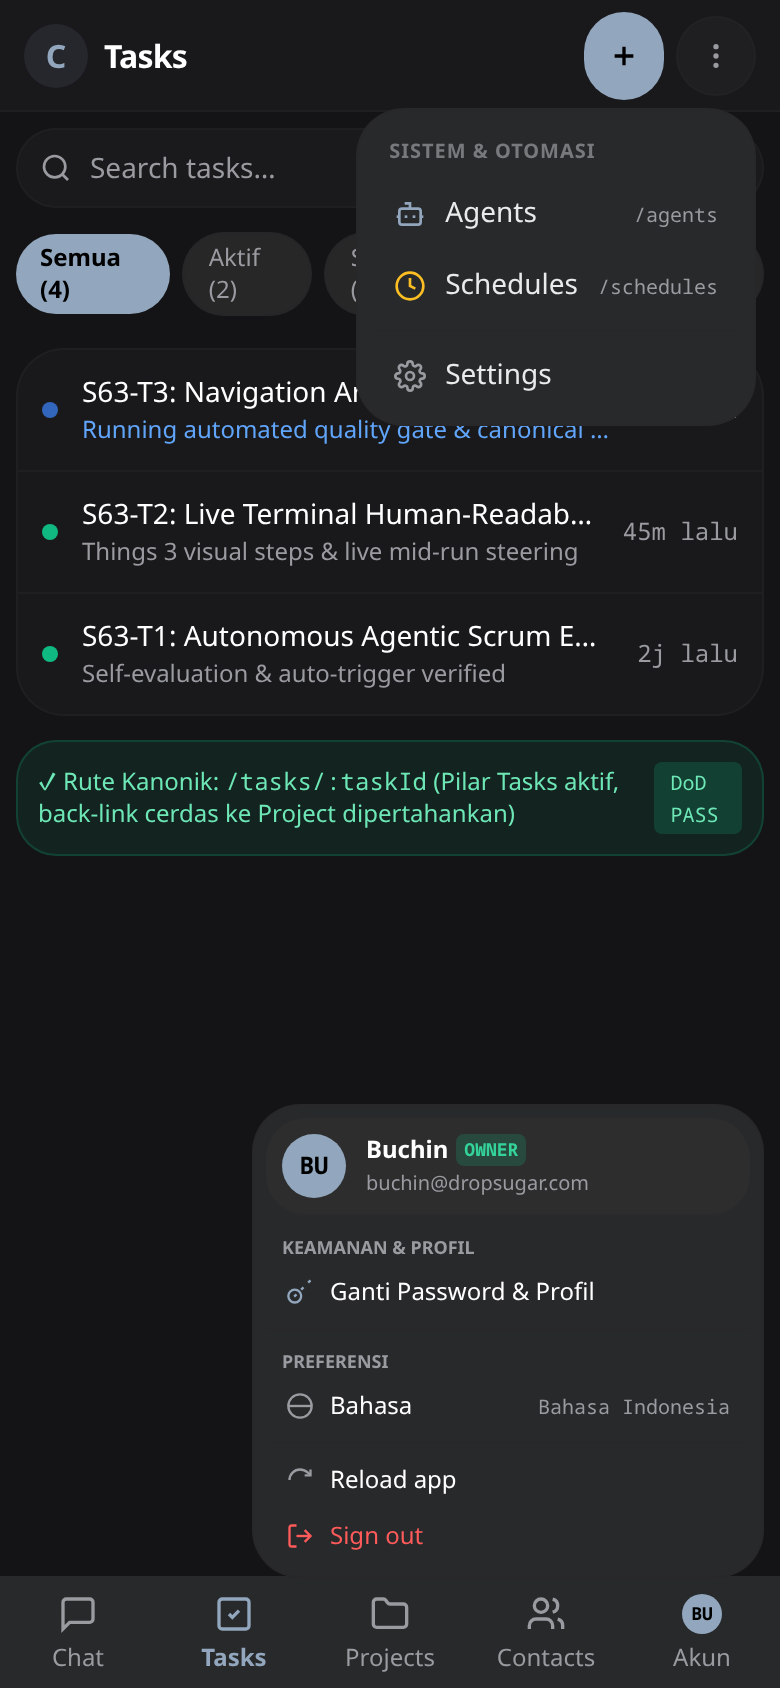 C Tasks
Search tasks...
SISTEM & OTOMASI
Agents /agents
Schedules /schedules
Settings
Semua
(4)
Aktif
(2)
S63-T3: Navigation
Running automated quality gate & canonical ...
S63-T2: Live Terminal Human-Readab... 45m lalu
Things 3 visual steps & live mid-run steering
S63-T1: Autonomous Agentic Scrum E... 2j lalu
Self-evaluation & auto-trigger verified
✓ Rute Kanonik: /tasks/:taskId (Pilar Tasks aktif,
back-link cerdas ke Project dipertahankan)
DoD
PASS
BU Buchin OWNER
buchin@dropsugar.com
KEAMANAN & PROFIL
Ganti Password & Profil
PREFERENSI
Bahasa Bahasa Indonesia
Reload app
Sign out
Chat Tasks Projects Contacts BU Akun